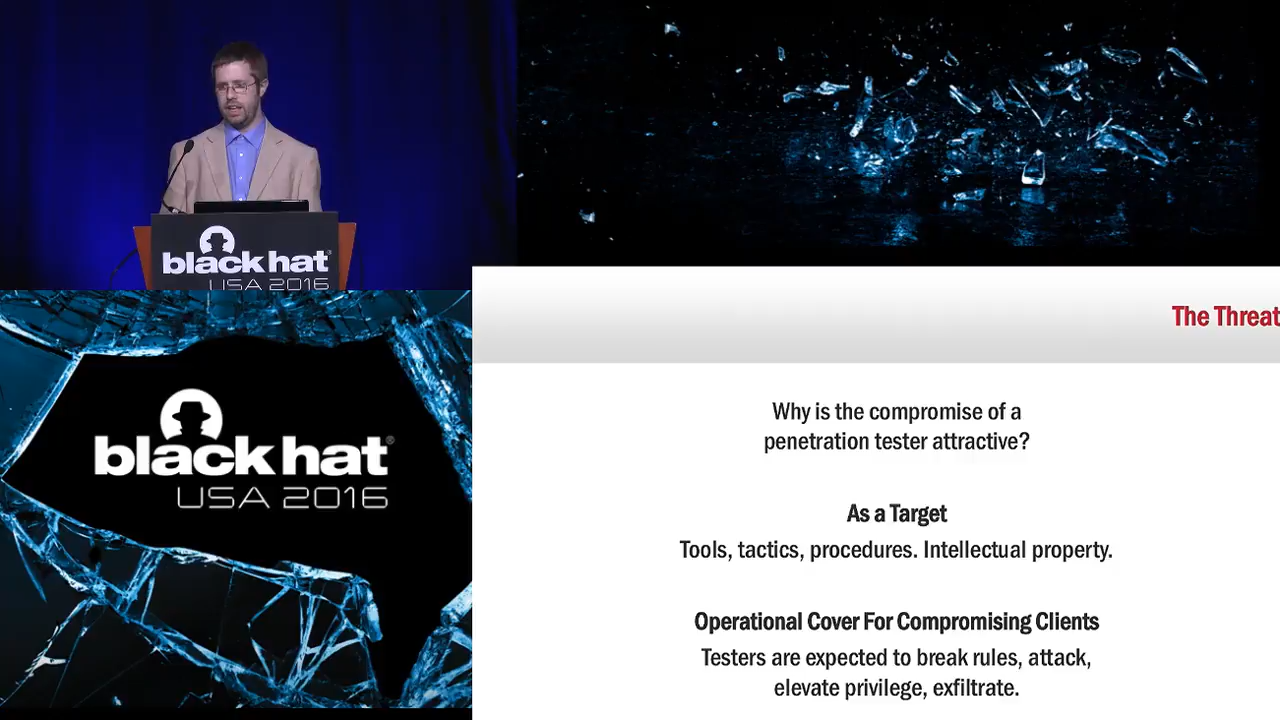 black hat
USA 2016
black hat®
USA 2016
The Threat
Why is the compromise of a
penetration tester attractive?
As a Target
Tools, tactics, procedures. Intellectual property.
Operational Cover For Compromising Clients
Testers are expected to break rules, attack,
elevate privilege, exfiltrate.